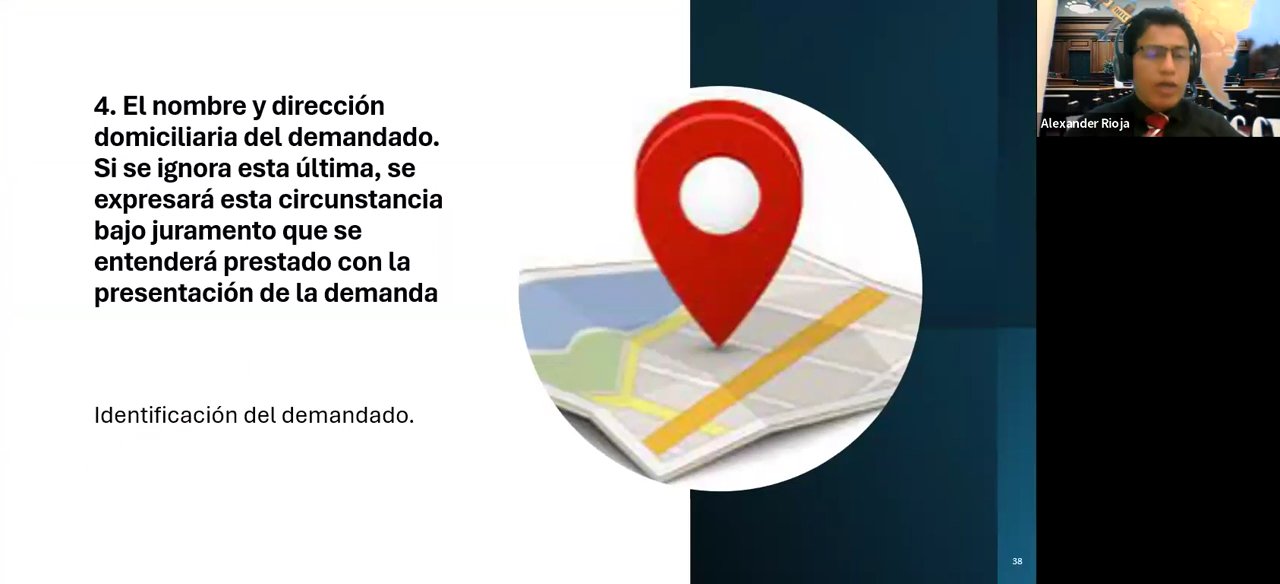 4. El nombre y dirección
domiciliaria del demandado.
Si se ignora esta última, se
expresará esta circunstancia
bajo juramento que se
entenderá prestado con la
presentación de la demanda
Identificación del demandado.
38
Alexander Rioja